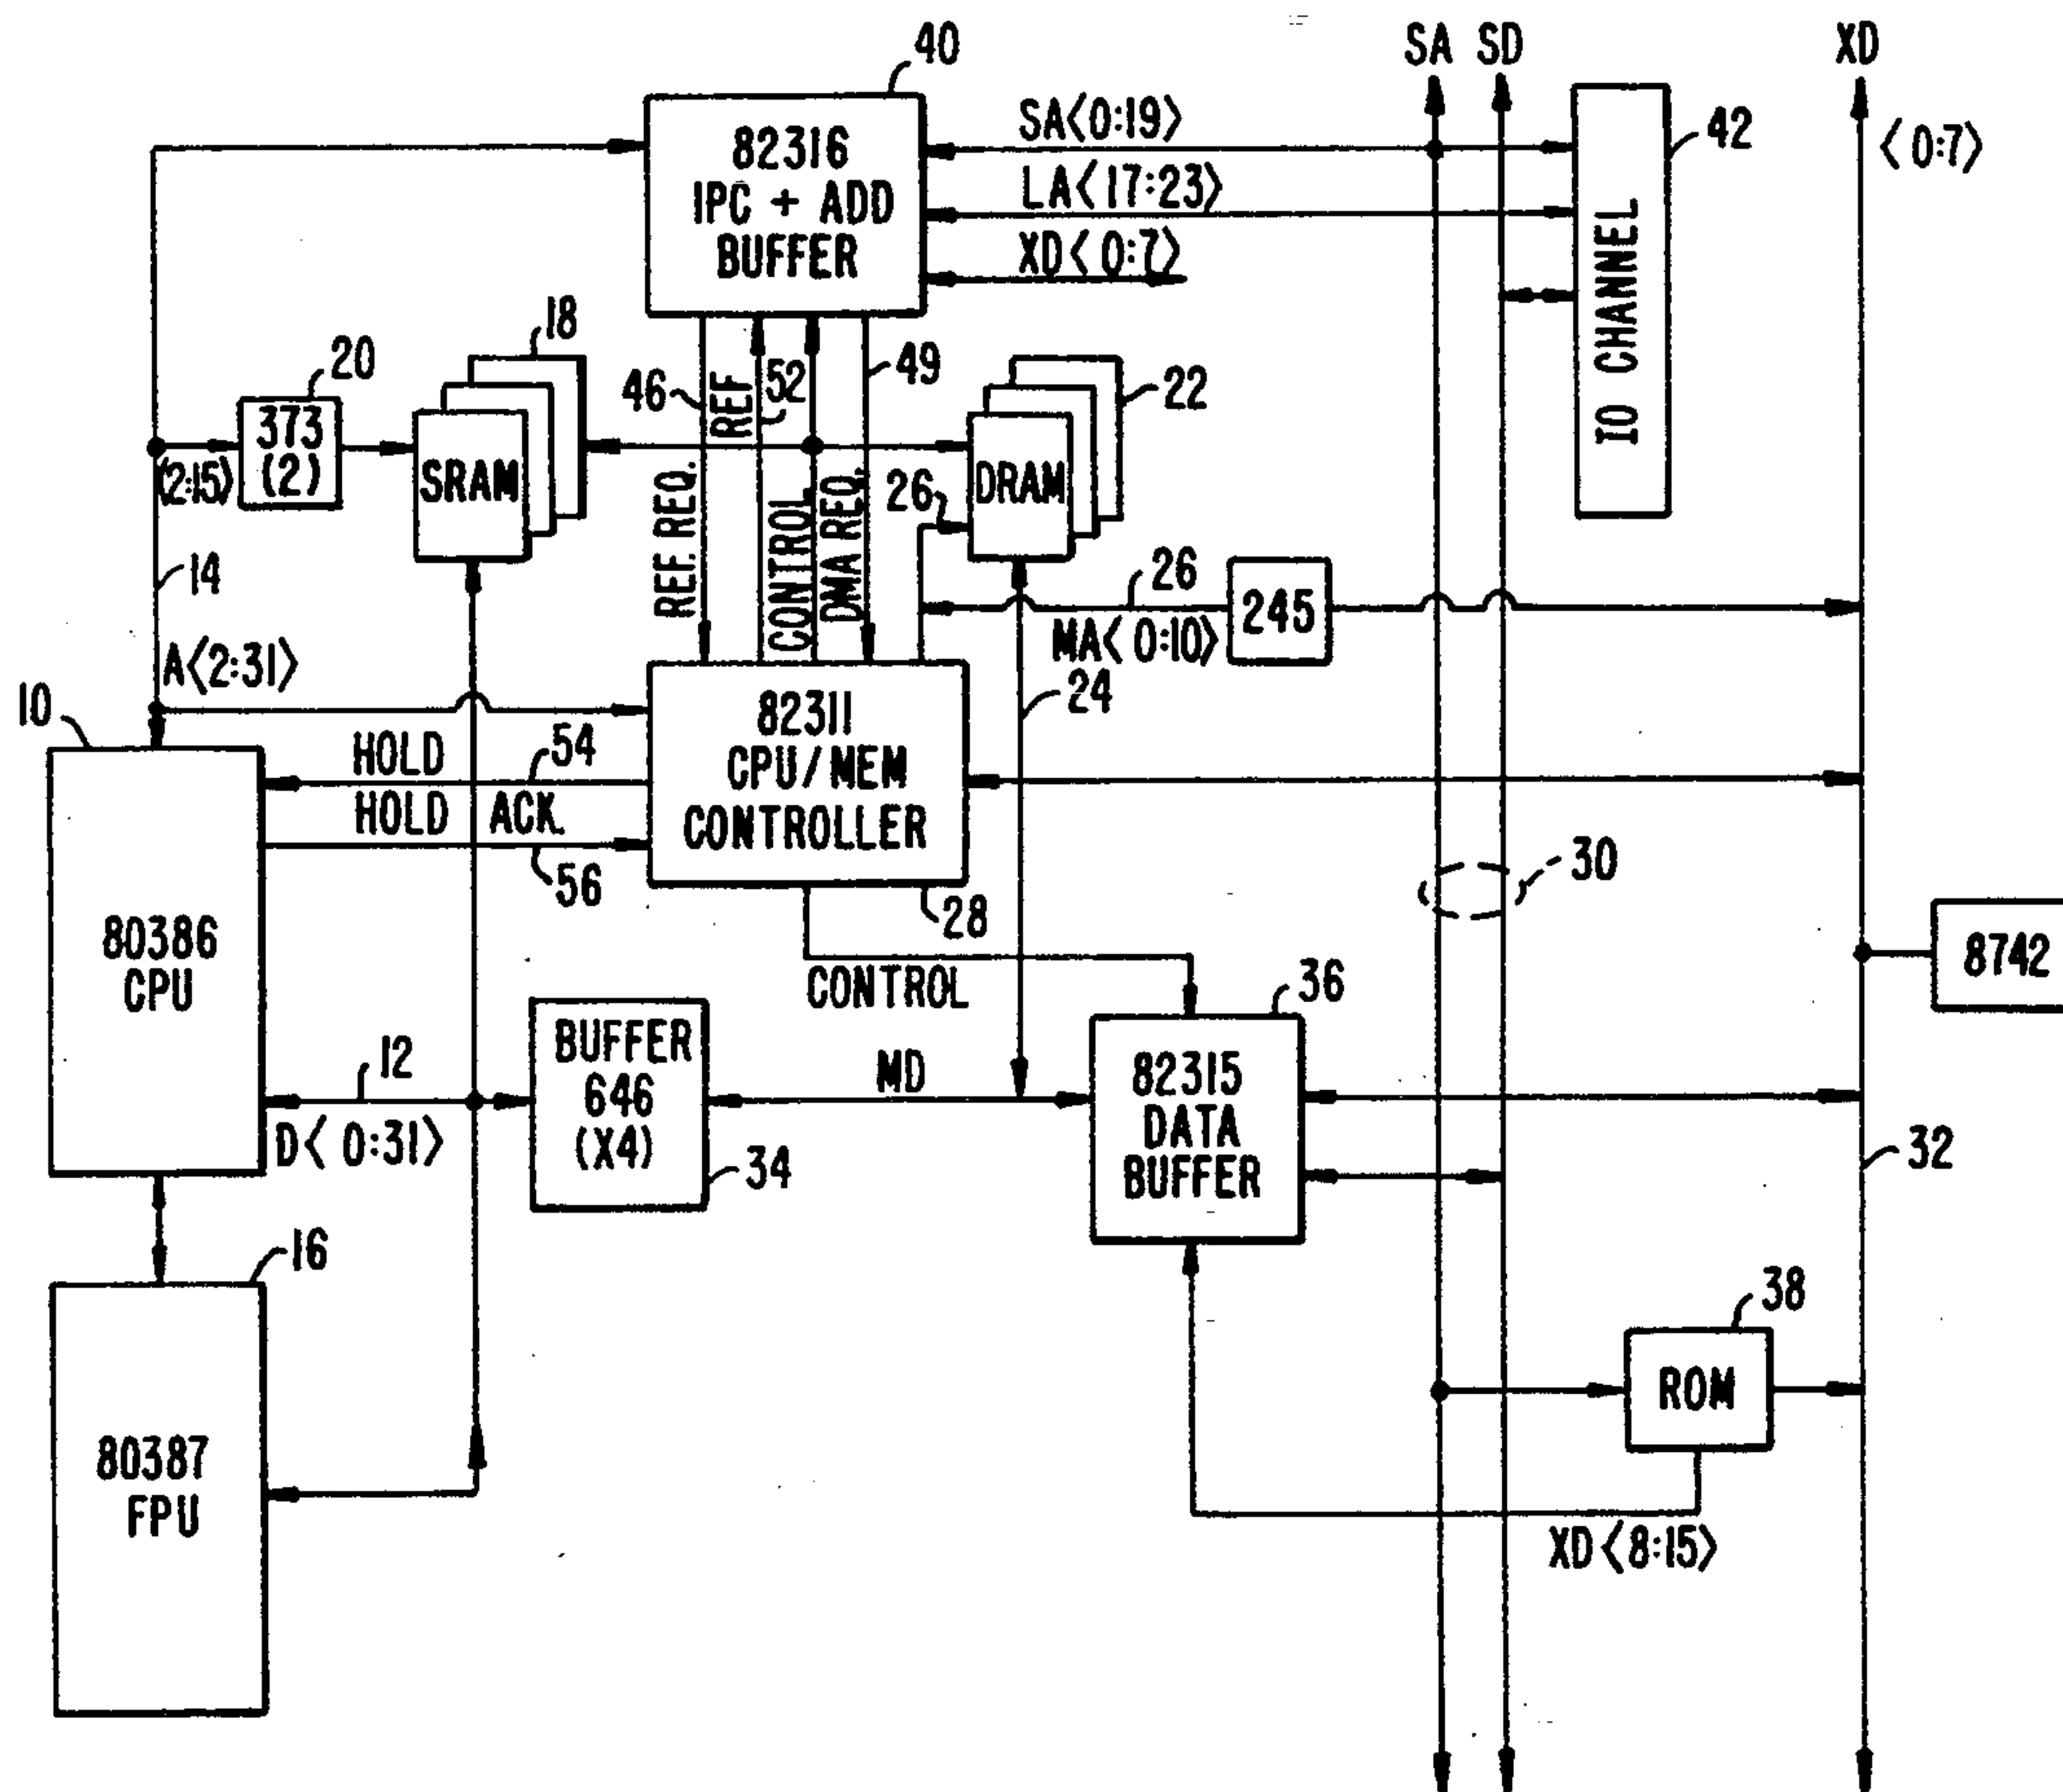 40
SA SD
XD
82316
IPC + ADD
BUFFER
SA<0:19>
LA<17:23>
XD<0:7>
IO CHANNEL
42
<0:7>
18
20
373
(2)
(2:15)
SRAM
46
REF
52
49
22
REF. REQ.
CONTROL
DMA REQ.
26
DRAM
14
26
245
MA<0:10>
A<2:31>
24
10
82311
CPU/MEM
CONTROLLER
HOLD
54
HOLD ACK.
56
28
30
80386
CPU
CONTROL
36
8742
12
D<0:31>
BUFFER
646
(X4)
34
MD
82315
DATA
BUFFER
32
16
38
ROM
80387
FPU
XD<8:15>